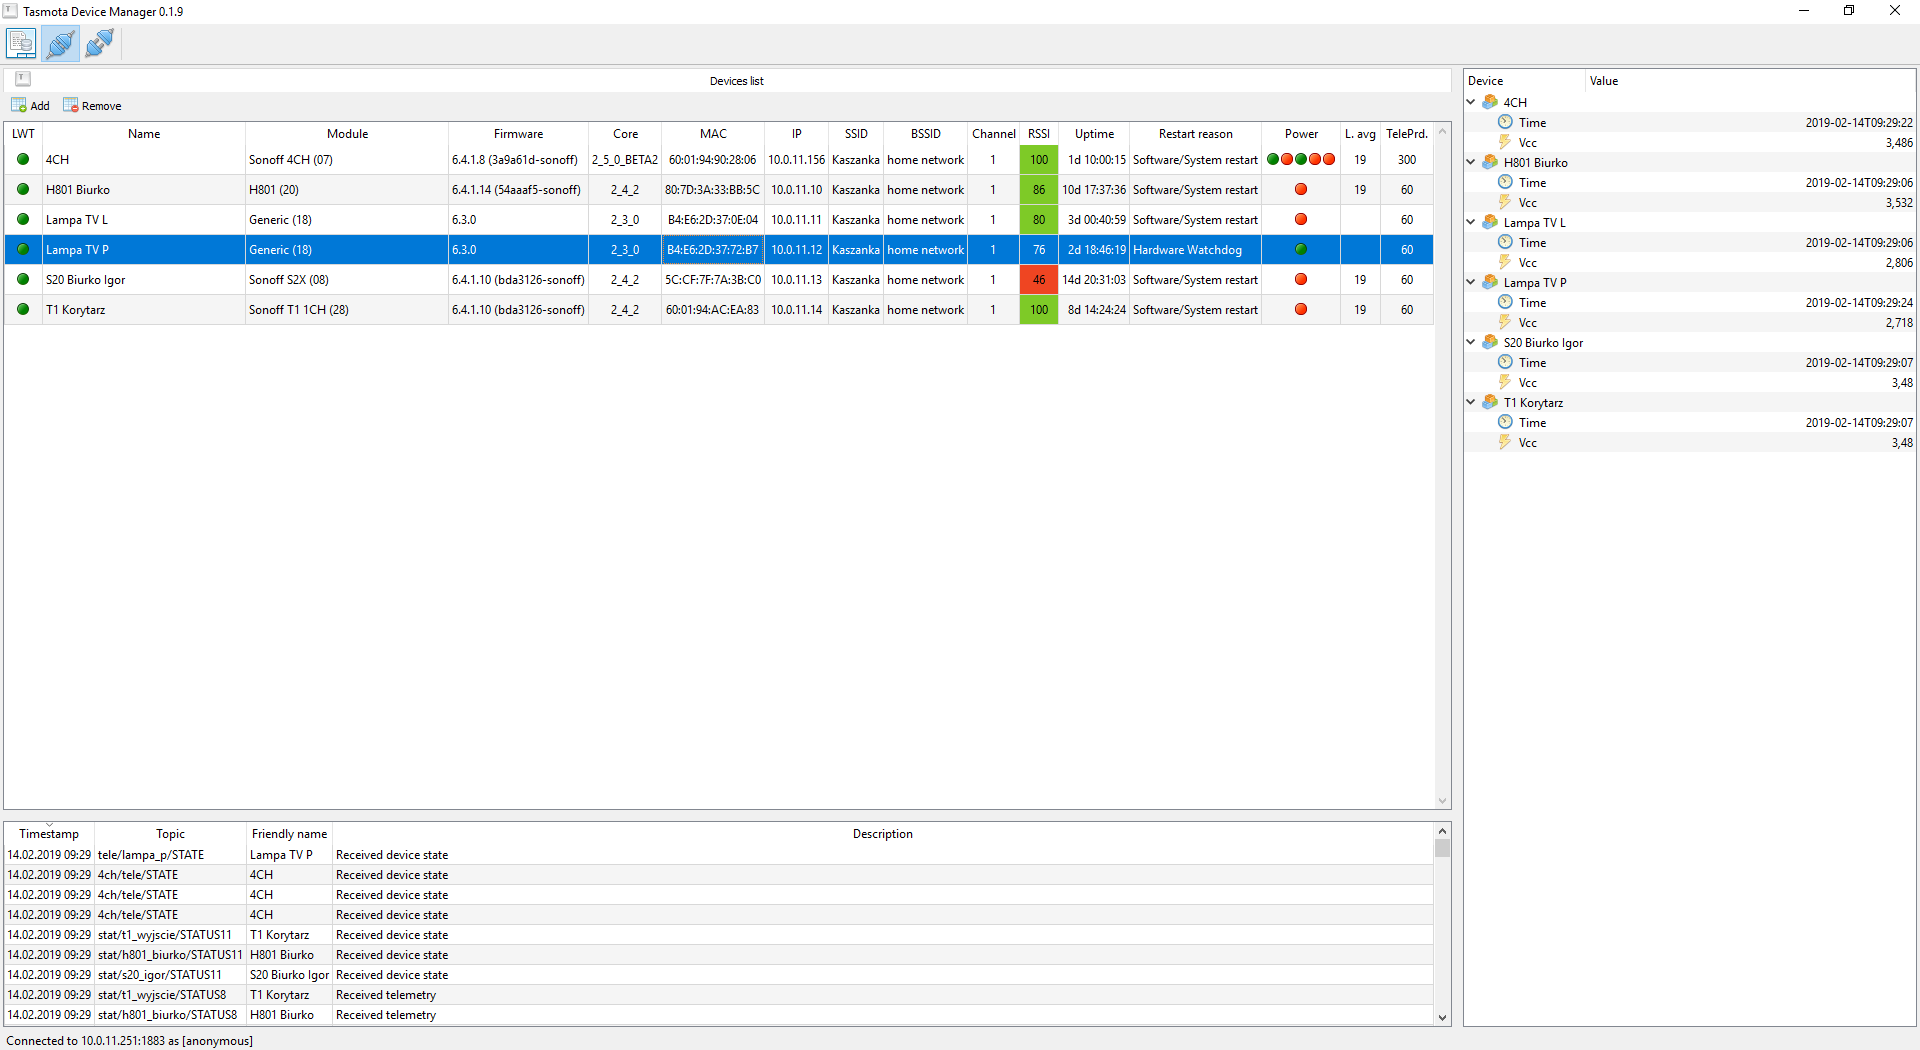 Tasmota Device Manager 0.1.9
Devices list
Add Remove
LWT Name Module Firmware Core MAC IP SSID BSSID Channel RSSI Uptime Restart reason Power L. avg TelePrd.
4CH Sonoff 4CH (07) 6.4.1.8 (3a9a61d-sonoff) 2_5_0_BETA2 60:01:94:90:28:06 10.0.11.156 Kaszanka home network 1 100 1d 10:00:15 Software/System restart 19 300
H801 Biurko H801 (20) 6.4.1.14 (54aaaf5-sonoff) 2_4_2 80:7D:3A:33:BB:5C 10.0.11.10 Kaszanka home network 1 86 10d 17:37:36 Software/System restart 19 60
Lampa TV L Generic (18) 6.3.0 2_3_0 B4:E6:2D:37:0E:04 10.0.11.11 Kaszanka home network 1 80 3d 00:40:59 Software/System restart 60
Lampa TV P Generic (18) 6.3.0 2_3_0 B4:E6:2D:37:72:B7 10.0.11.12 Kaszanka home network 1 76 2d 18:46:19 Hardware Watchdog 60
S20 Biurko Igor Sonoff S2X (08) 6.4.1.10 (bda3126-sonoff) 2_4_2 5C:CF:7F:7A:3B:C0 10.0.11.13 Kaszanka home network 1 46 14d 20:31:03 Software/System restart 19 60
T1 Korytarz Sonoff T1 1CH (28) 6.4.1.10 (bda3126-sonoff) 2_4_2 60:01:94:AC:EA:83 10.0.11.14 Kaszanka home network 1 100 8d 14:24:24 Software/System restart 19 60
Timestamp Topic Friendly name Description
14.02.2019 09:29 tele/lampa_p/STATE Lampa TV P Received device state
14.02.2019 09:29 4ch/tele/STATE 4CH Received device state
14.02.2019 09:29 4ch/tele/STATE 4CH Received device state
14.02.2019 09:29 4ch/tele/STATE 4CH Received device state
14.02.2019 09:29 stat/t1_wyjscie/STATUS11 T1 Korytarz Received device state
14.02.2019 09:29 stat/h801_biurko/STATUS11 H801 Biurko Received device state
14.02.2019 09:29 stat/s20_igor/STATUS11 S20 Biurko Igor Received device state
14.02.2019 09:29 stat/t1_wyjscie/STATUS8 T1 Korytarz Received telemetry
14.02.2019 09:29 stat/h801_biurko/STATUS8 H801 Biurko Received telemetry
Device Value
4CH
Time 2019-02-14T09:29:22
Vcc 3,486
H801 Biurko
Time 2019-02-14T09:29:06
Vcc 3,532
Lampa TV L
Time 2019-02-14T09:29:06
Vcc 2,806
Lampa TV P
Time 2019-02-14T09:29:24
Vcc 2,718
S20 Biurko Igor
Time 2019-02-14T09:29:07
Vcc 3,48
T1 Korytarz
Time 2019-02-14T09:29:07
Vcc 3,48
Connected to 10.0.11.251:1883 as [anonymous]